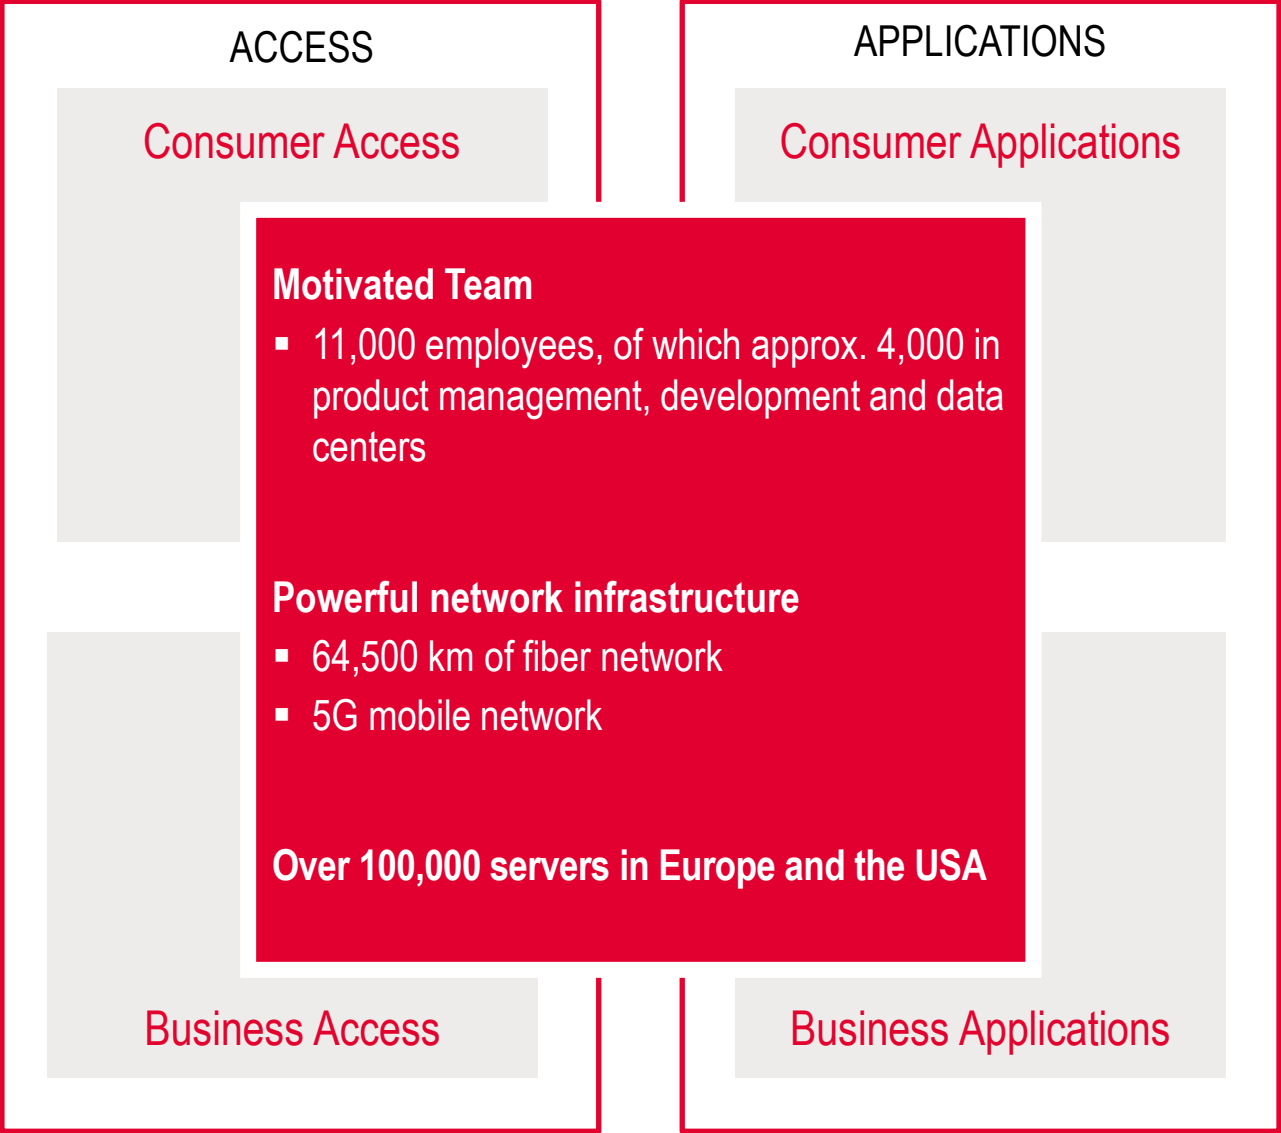 ACCESS
APPLICATIONS
Consumer Access
Consumer Applications
Motivated Team
▪ 11,000 employees, of which approx. 4,000 in
product management, development and data
centers
Powerful network infrastructure
▪ 64,500 km of fiber network
▪ 5G mobile network
Over 100,000 servers in Europe and the USA
Business Access
Business Applications